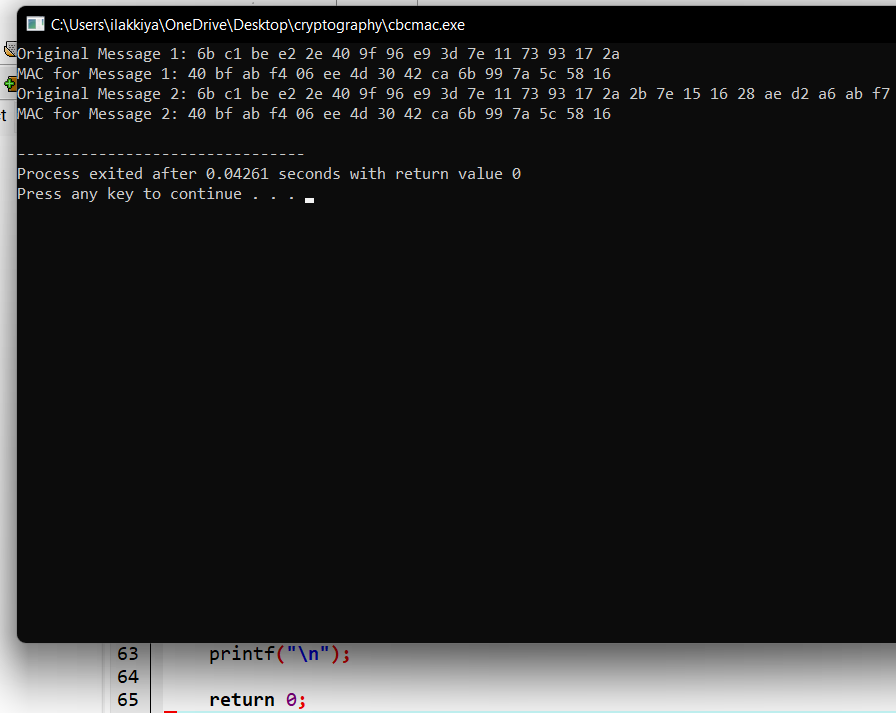 C:\Users\ilakkiya\OneDrive\Desktop\cryptography\cbcmac.exe
Original Message 1: 6b c1 be e2 2e 40 9f 96 e9 3d 7e 11 73 93 17 2a
MAC for Message 1: 40 bf ab f4 06 ee 4d 30 42 ca 6b 99 7a 5c 58 16
Original Message 2: 6b c1 be e2 2e 40 9f 96 e9 3d 7e 11 73 93 17 2a 2b 7e 15 16 28 ae d2 a6 ab f7
MAC for Message 2: 40 bf ab f4 06 ee 4d 30 42 ca 6b 99 7a 5c 58 16
--------------------------------
Process exited after 0.04261 seconds with return value 0
Press any key to continue . . .
63 printf("\n");
64
65 return 0;